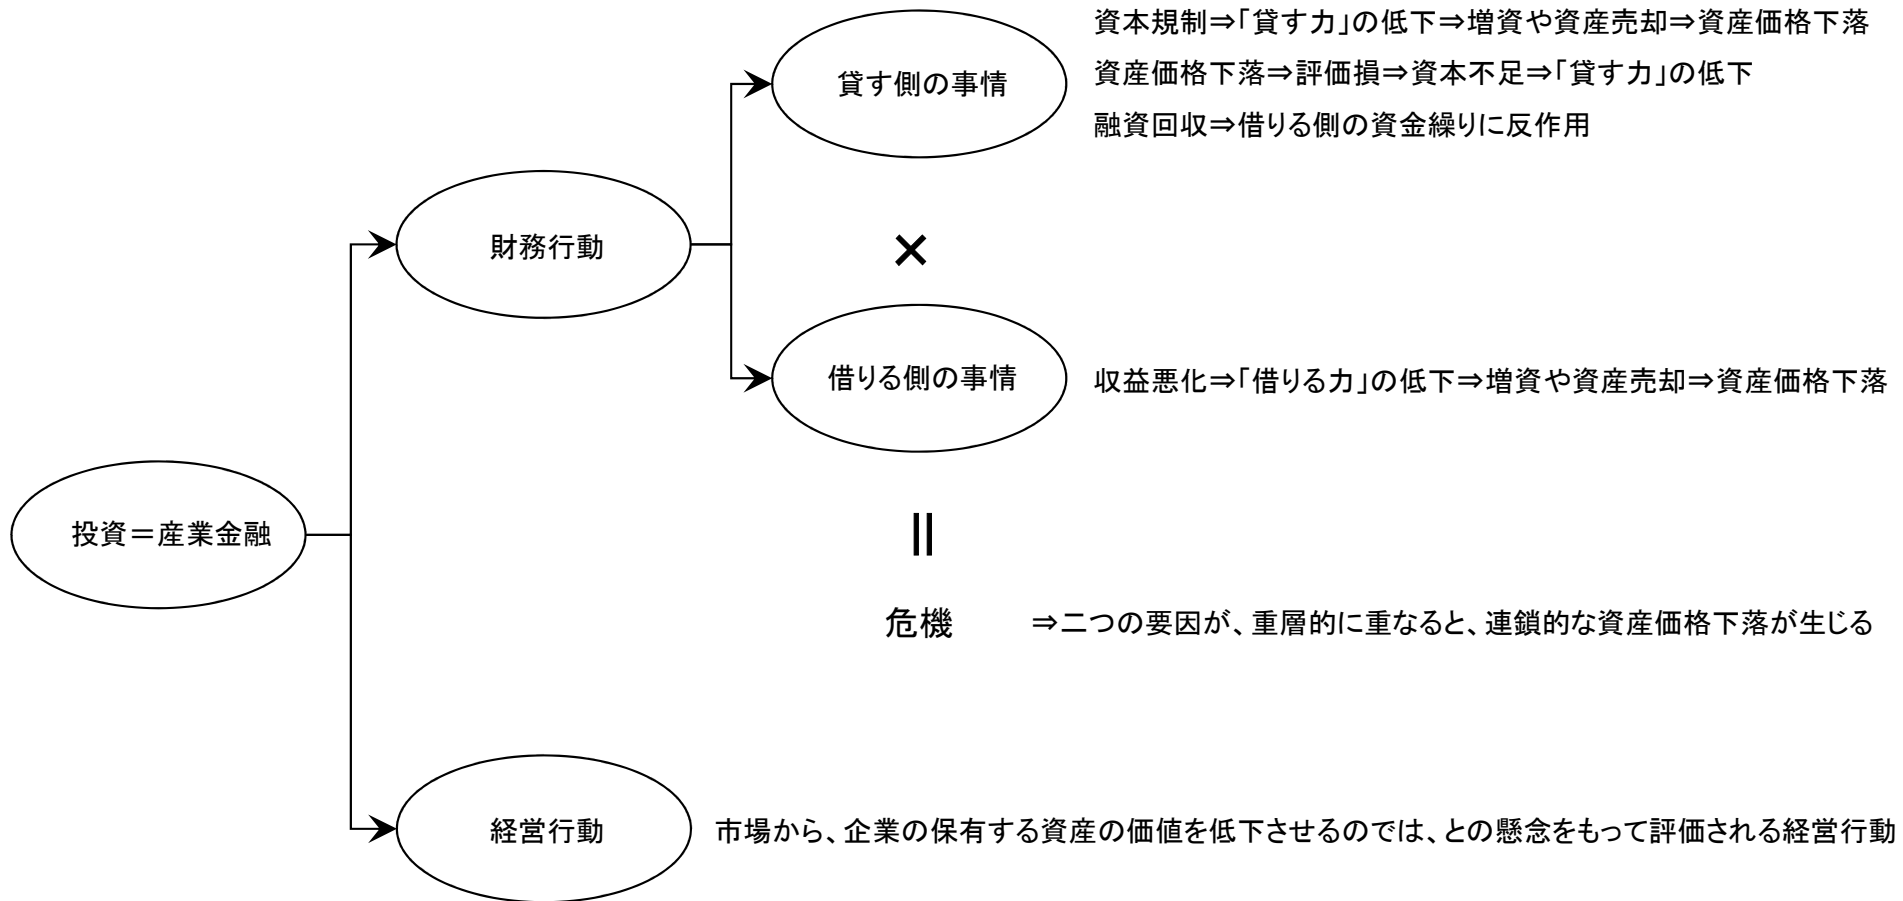 資本規制⇒「貸す力」の低下⇒増資や資産売却⇒資産価格下落
貸す側の事情
資産価格下落⇒評価損⇒資本不足⇒「貸す力」の低下
融資回収⇒借りる側の資金繰りに反作用
財務行動
×
借りる側の事情
収益悪化⇒「借りる力」の低下⇒増資や資産売却⇒資産価格下落
投資＝産業金融
＝
危機
⇒二つの要因が、重層的に重なると、連鎖的な資産価格下落が生じる
経営行動
市場から、企業の保有する資産の価値を低下させるのでは、との懸念をもって評価される経営行動